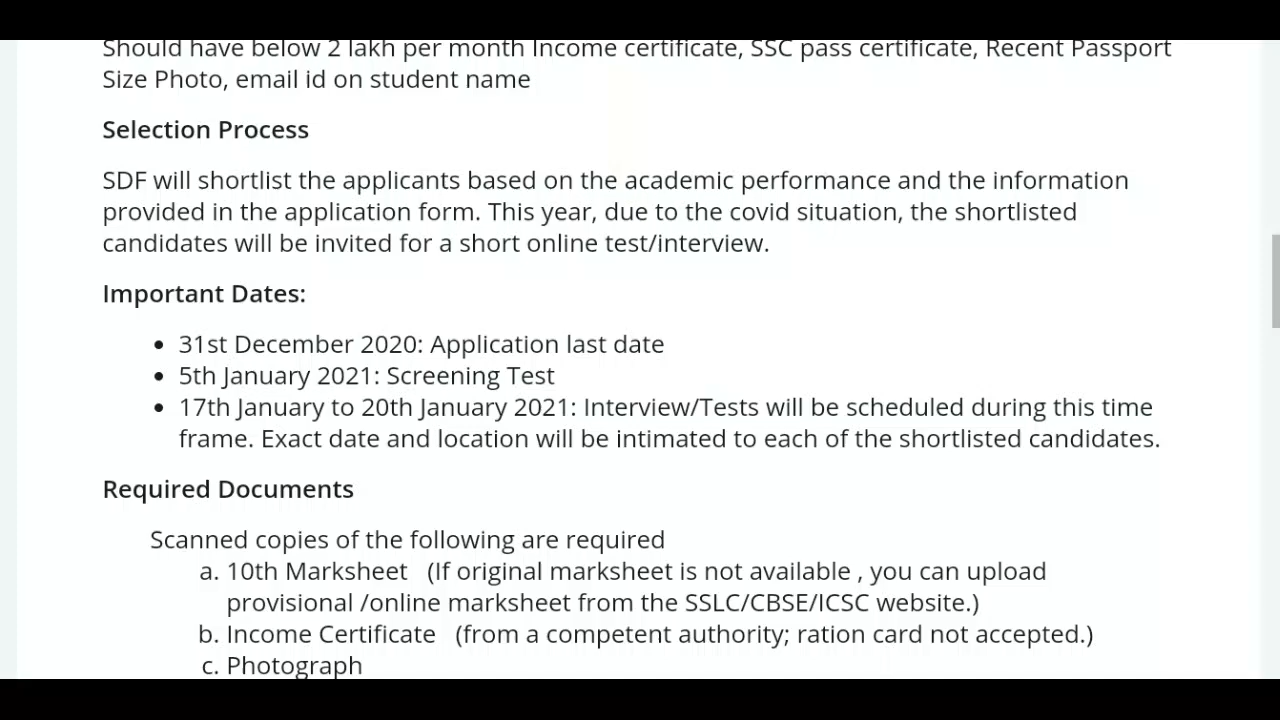 Should have below 2 lakh per month Income certificate, SSC pass certificate, Recent Passport
Size Photo, email id on student name
Selection Process
SDF will shortlist the applicants based on the academic performance and the information
provided in the application form. This year, due to the covid situation, the shortlisted
candidates will be invited for a short online test/interview.
Important Dates:
• 31st December 2020: Application last date
• 5th January 2021: Screening Test
• 17th January to 20th January 2021: Interview/Tests will be scheduled during this time
frame. Exact date and location will be intimated to each of the shortlisted candidates.
Required Documents
Scanned copies of the following are required
a. 10th Marksheet (If original marksheet is not available , you can upload
provisional /online marksheet from the SSLC/CBSE/ICSC website.)
b. Income Certificate (from a competent authority; ration card not accepted.)
c. Photograph